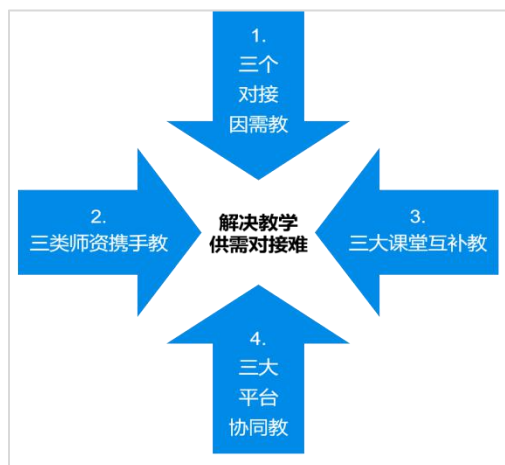 1.
三个
对接
因需教
2.
三类师资携手教
解决教学
供需对接难
3.
三大课堂互补教
4.
三大
平台
协同教